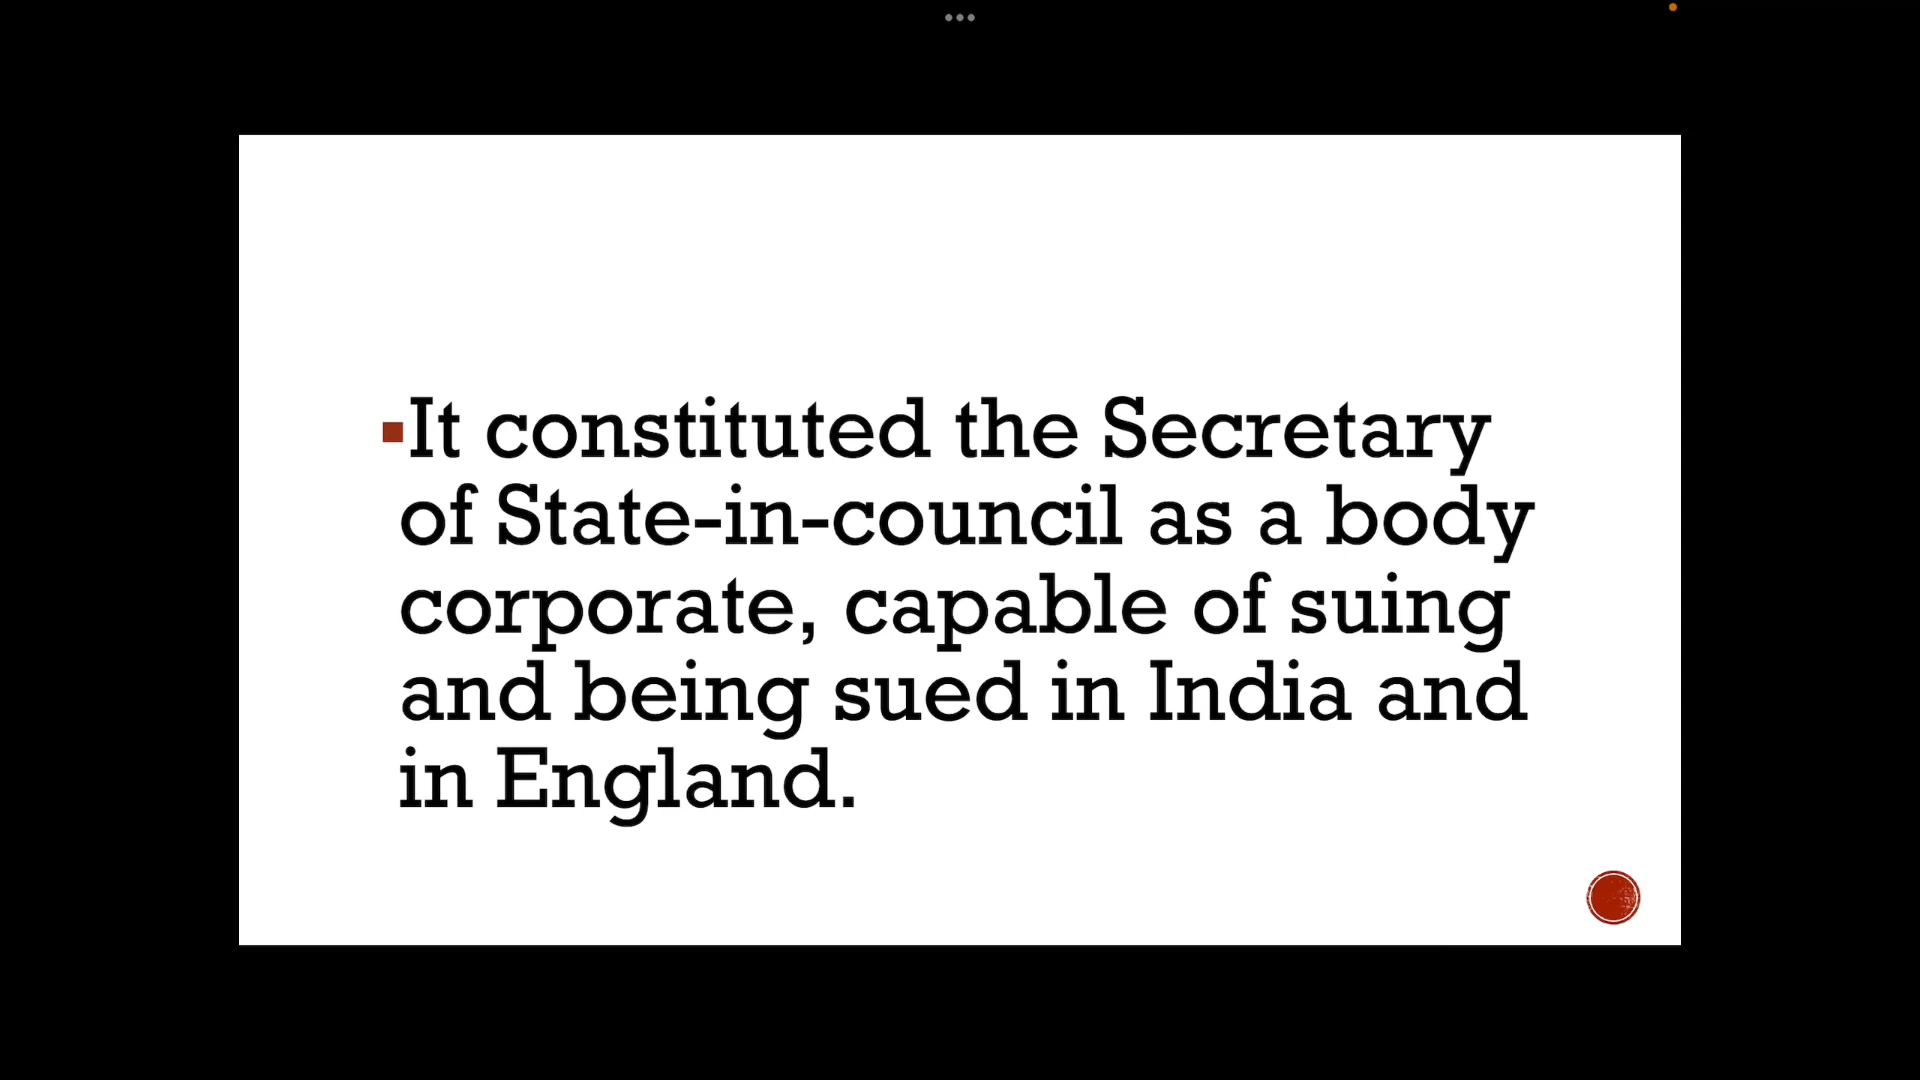 It constituted the Secretary
of State-in-council as a body
corporate, capable of suing
and being sued in India and
in England.